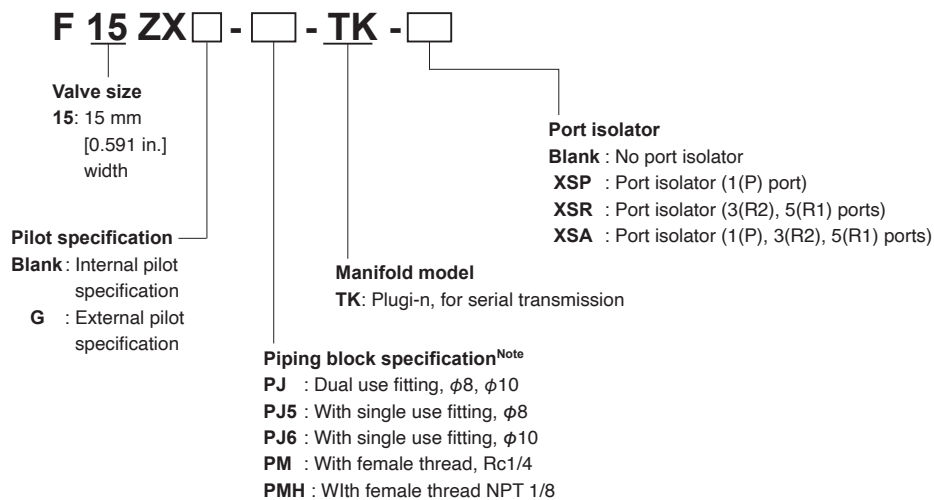 F 15 ZX - - TK -
Valve size
15: 15 mm
[0.591 in.]
width
Port isolator
Blank : No port isolator
XSP : Port isolator (1(P) port)
XSR : Port isolator (3(R2), 5(R1) ports)
XSA : Port isolator (1(P), 3(R2), 5(R1) ports)
Pilot specification
Blank : Internal pilot
specification
G : External pilot
specification
Manifold model
TK: Plugi-n, for serial transmission
Piping block specificationNote
PJ : Dual use fitting, φ8, φ10
PJ5 : With single use fitting, φ8
PJ6 : With single use fitting, φ10
PM : With female thread, Rc1/4
PMH : WIth female thread NPT 1/8